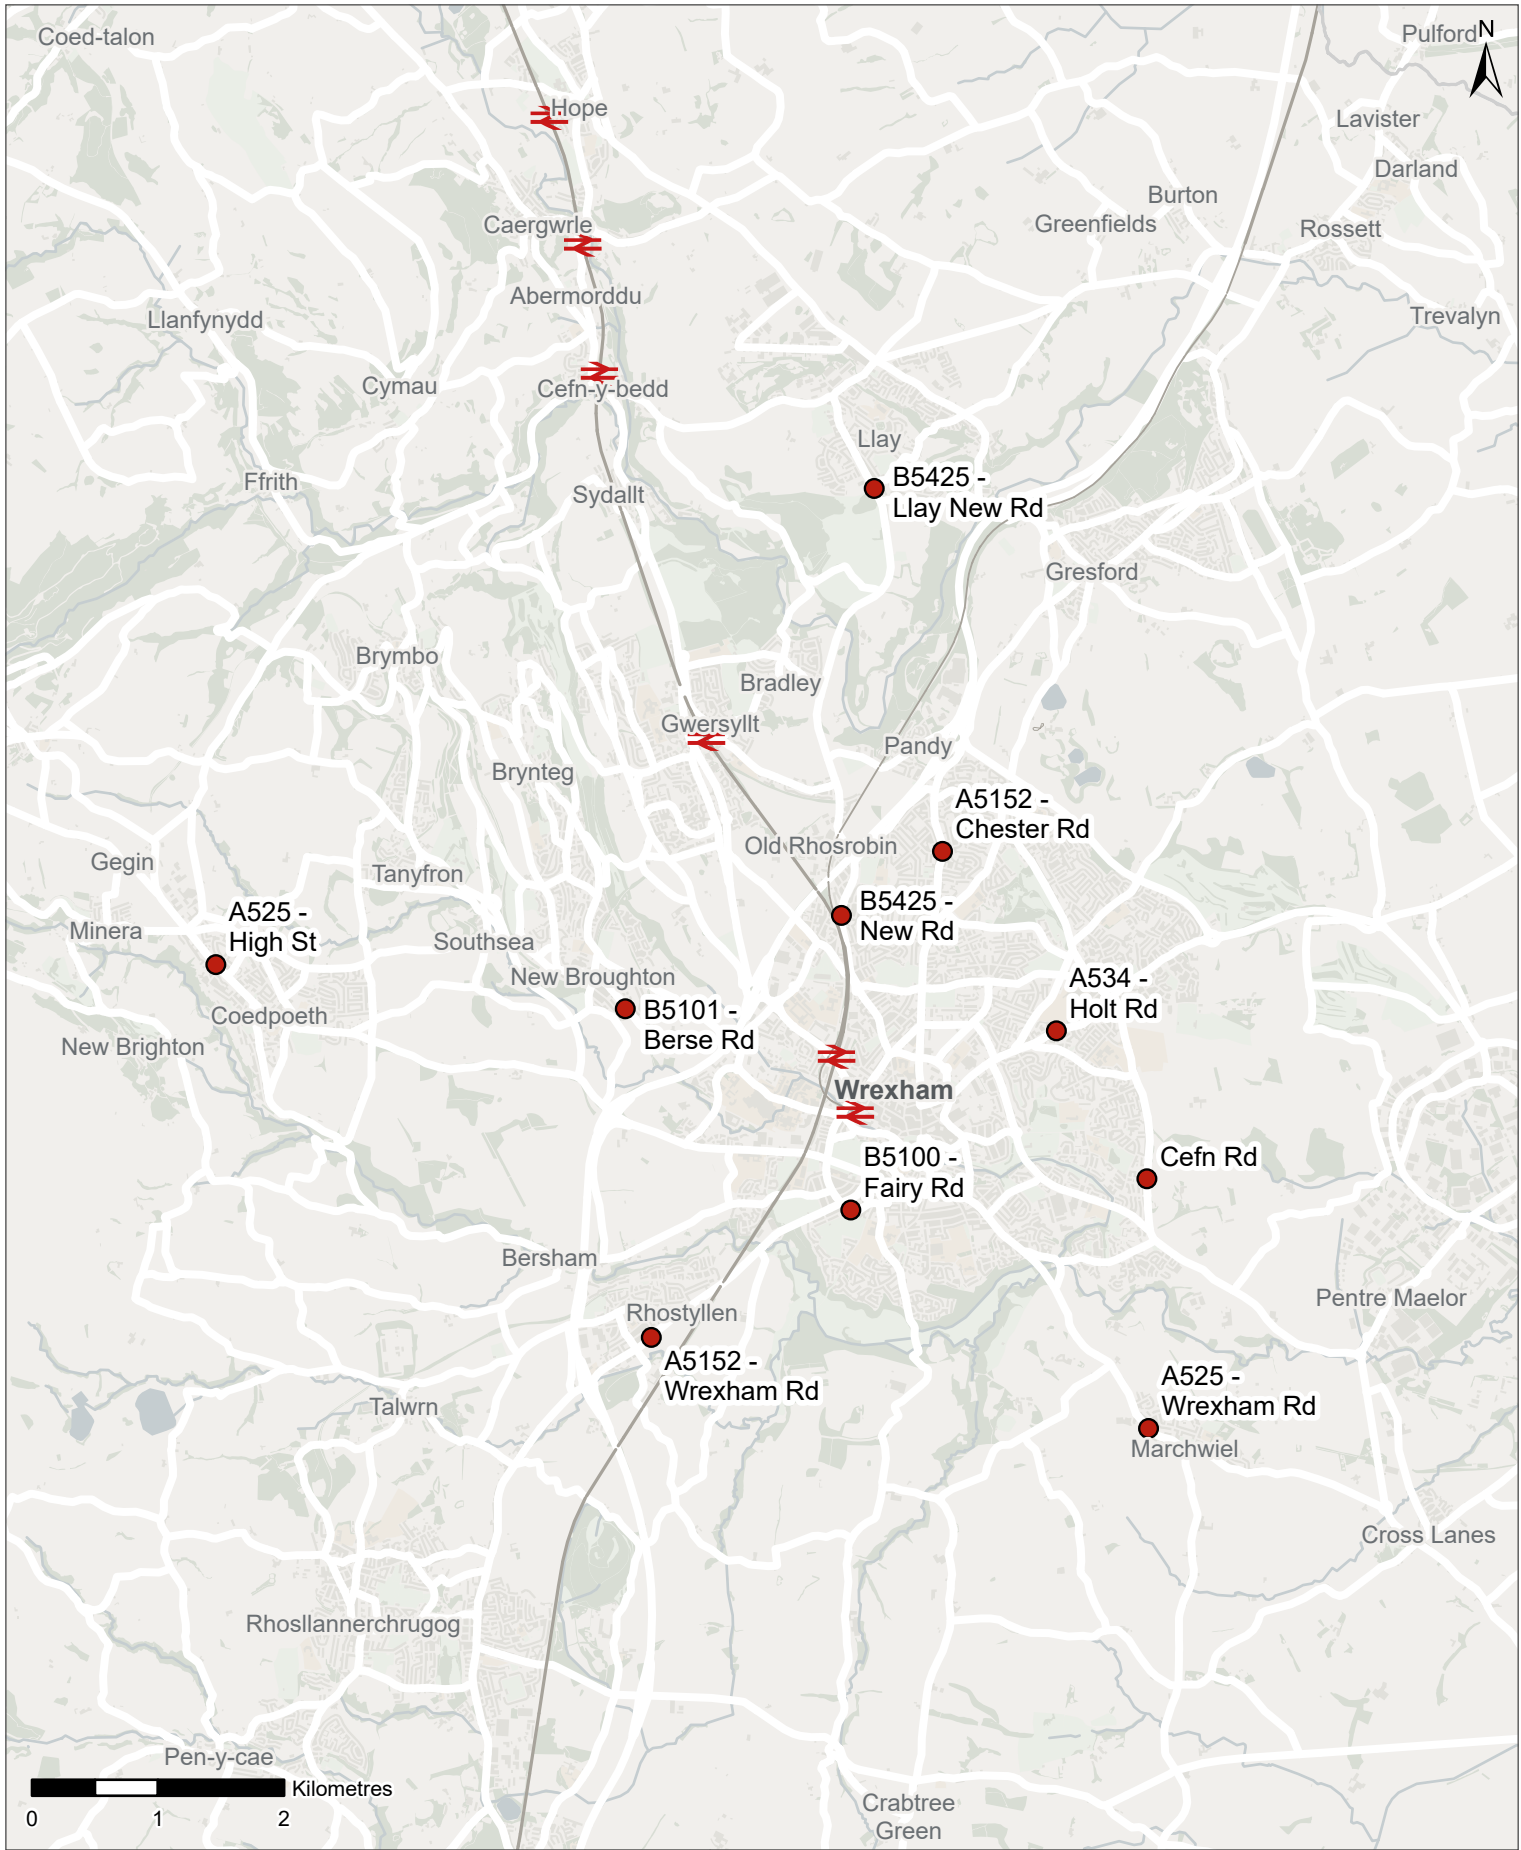 Coed-talon
Pulford
N
Hope
Lavister
Darland
Burton
Caergwrle
Greenfields
Rossett
Abermorddu
Llanfynydd
Trevalyn
Cymau
Cefn-y-bedd
Llay
B5425 -
Llay New Rd
Ffrith
Sydallt
Gresford
Brymbo
Bradley
Gwersyllt
Pandy
Brynteg
A5152 -
Chester Rd
Old Rhosrobin
Gegin
Tanyfron
B5425 -
New Rd
A525 -
High St
Minera
Southsea
New Broughton
A534 -
Holt Rd
Coedpoeth
B5101 -
Berse Rd
New Brighton
Wrexham
B5100 -
Fairy Rd
Cefn Rd
Bersham
Pentre Maelor
Rhostyllen
A5152 -
Wrexham Rd
A525 -
Wrexham Rd
Talwrn
Marchwiel
Cross Lanes
Rhosllannerchrugog
Pen-y-cae
Kilometres
0 1 2
Crabtree
Green